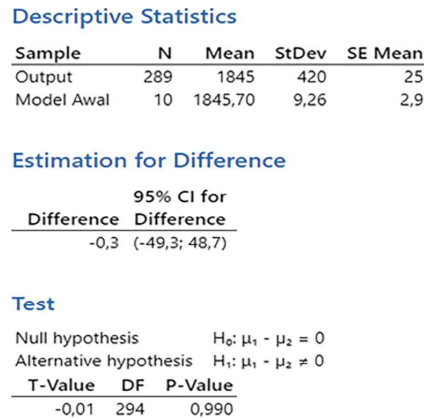 Descriptive Statistics
Sample N Mean StDev SE Mean
Output 289 1845 420 25
Model Awal 10 1845,70 9,26 2,9
Estimation for Difference
95% CI for
Difference Difference
-0,3 (-49,3; 48,7)
Test
Null hypothesis H₀: μ₁ - µ₂ = 0
Alternative hypothesis H₁: μ₁ - µ₂ ≠ 0
T-Value DF P-Value
-0,01 294 0,990